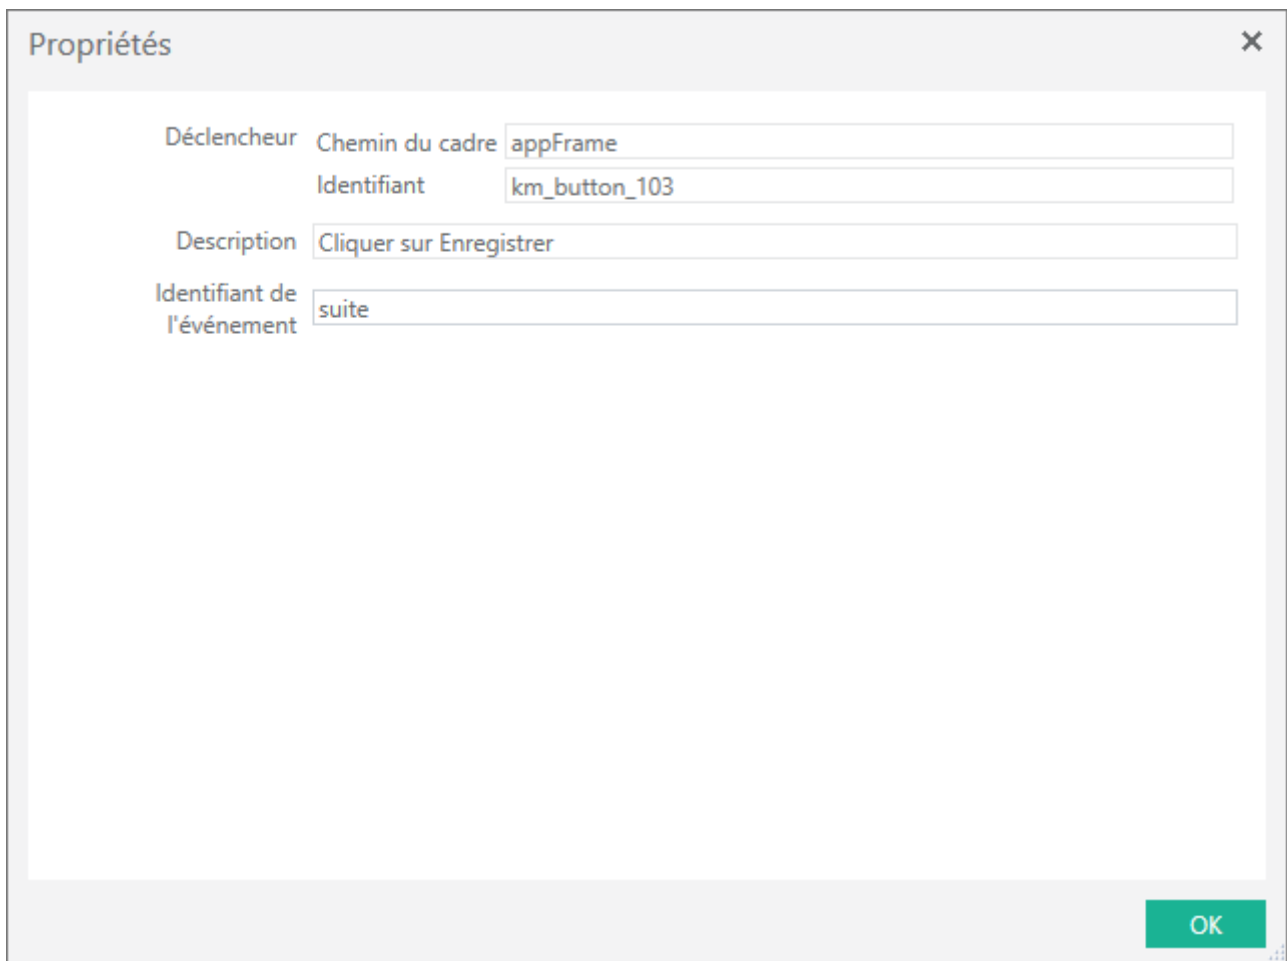 Propriétés
Déclencheur Chemin du cadre appFrame
Identifiant km_button_103
Description Cliquer sur Enregistrer
Identifiant de
l'événement suite
OK